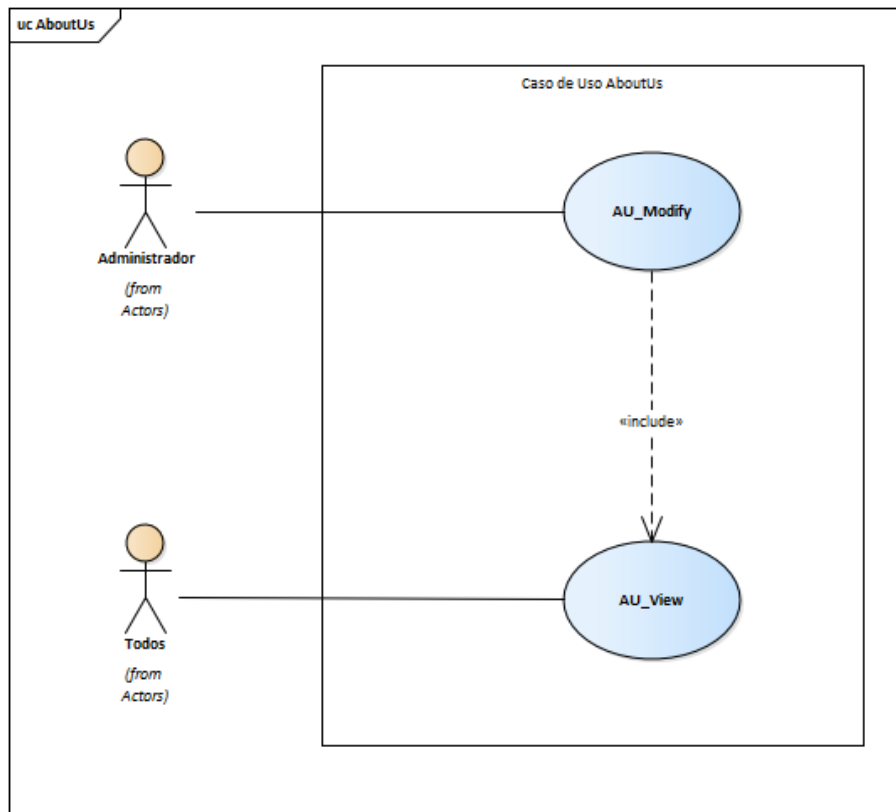 uc AboutUs
Caso de Uso AboutUs
AU_Modify
Administrador
(from
Actors)
«include»
AU_View
Todos
(from
Actors)